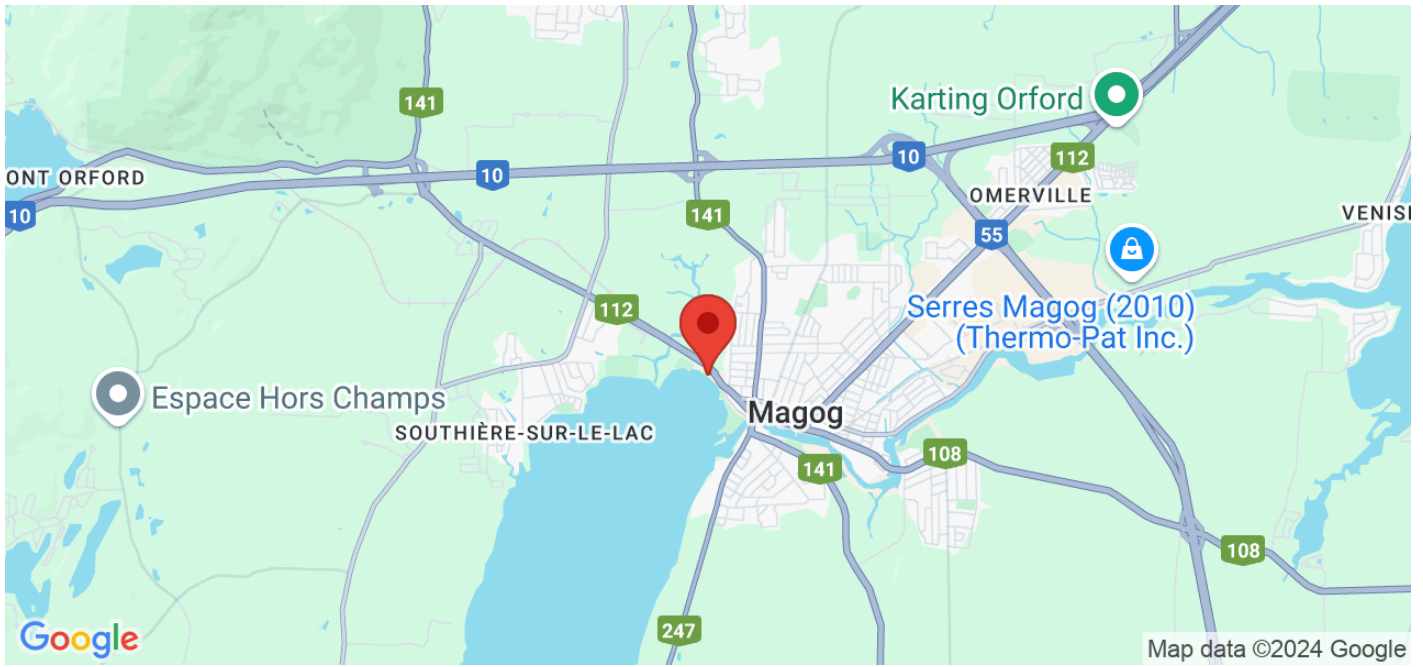 141
Karting Orford
10
112
ONT ORFORD
10
OMERVILLE
10
141
VENISE
55
112
Serres Magog (2010)
(Thermo-Pat Inc.)
Espace Hors Champs
Magog
SOUTHIÈRE-SUR-LE-LAC
108
141
108
247
Google
Map data ©2024 Google